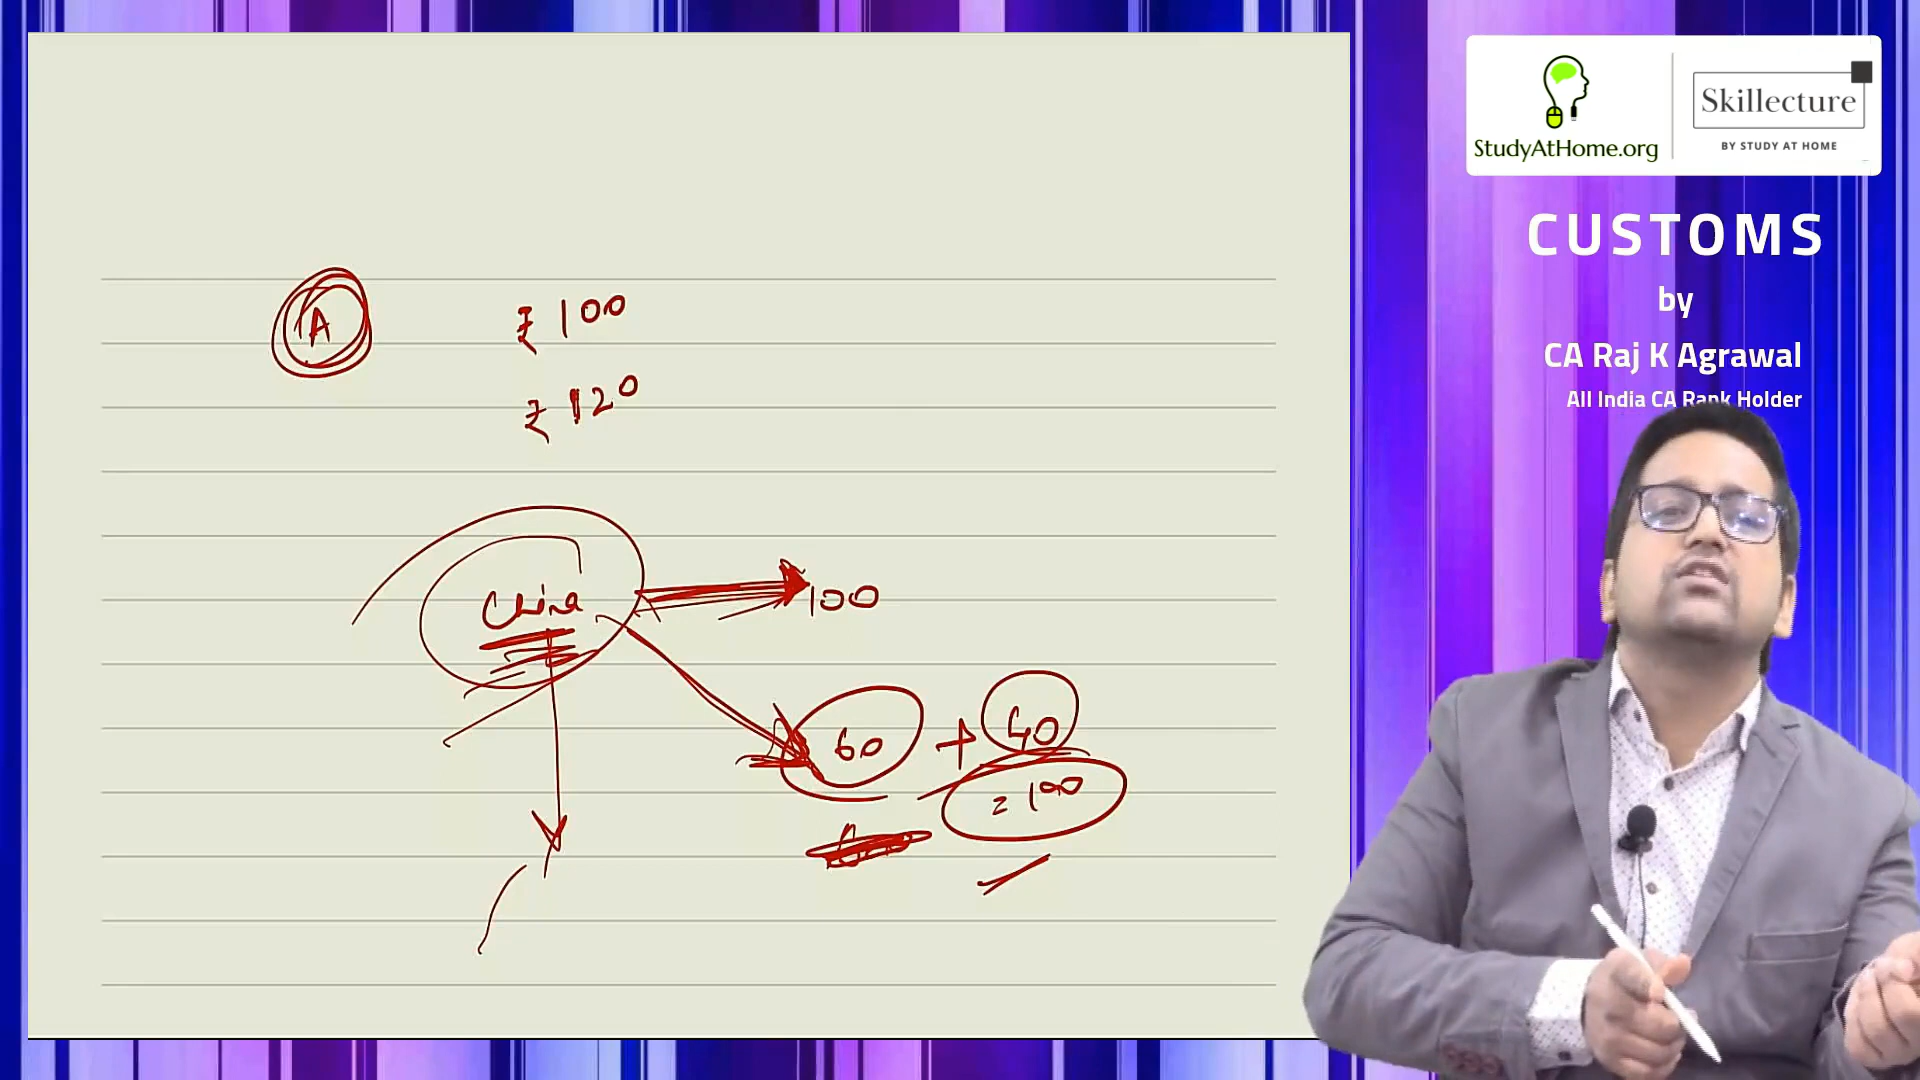 A
₹ 100
₹ 120
China
100
60 + 40
= 100
StudyAtHome.org
Skillecture
BY STUDY AT HOME
CUSTOMS
by
CA Raj K Agrawal
All India CA Rank Holder